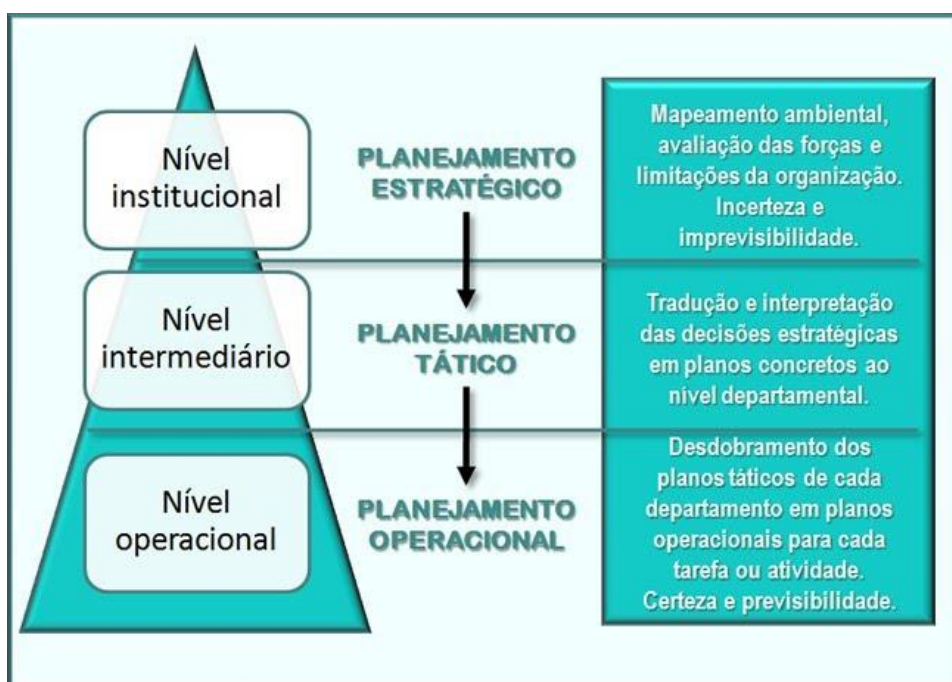 Nível
institucional
PLANEJAMENTO
ESTRATÉGICO
Mapeamento ambiental,
avaliação das forças e
limitações da organização.
Incerteza e
imprevisibilidade.
Nível
intermediário
PLANEJAMENTO
TÁTICO
Tradução e interpretação
das decisões estratégicas
em planos concretos ao
nível departamental.
Nível
operacional
PLANEJAMENTO
OPERACIONAL
Desdobramento dos
planos táticos de cada
departamento em planos
operacionais para cada
tarefa ou atividade.
Certeza e previsibilidade.